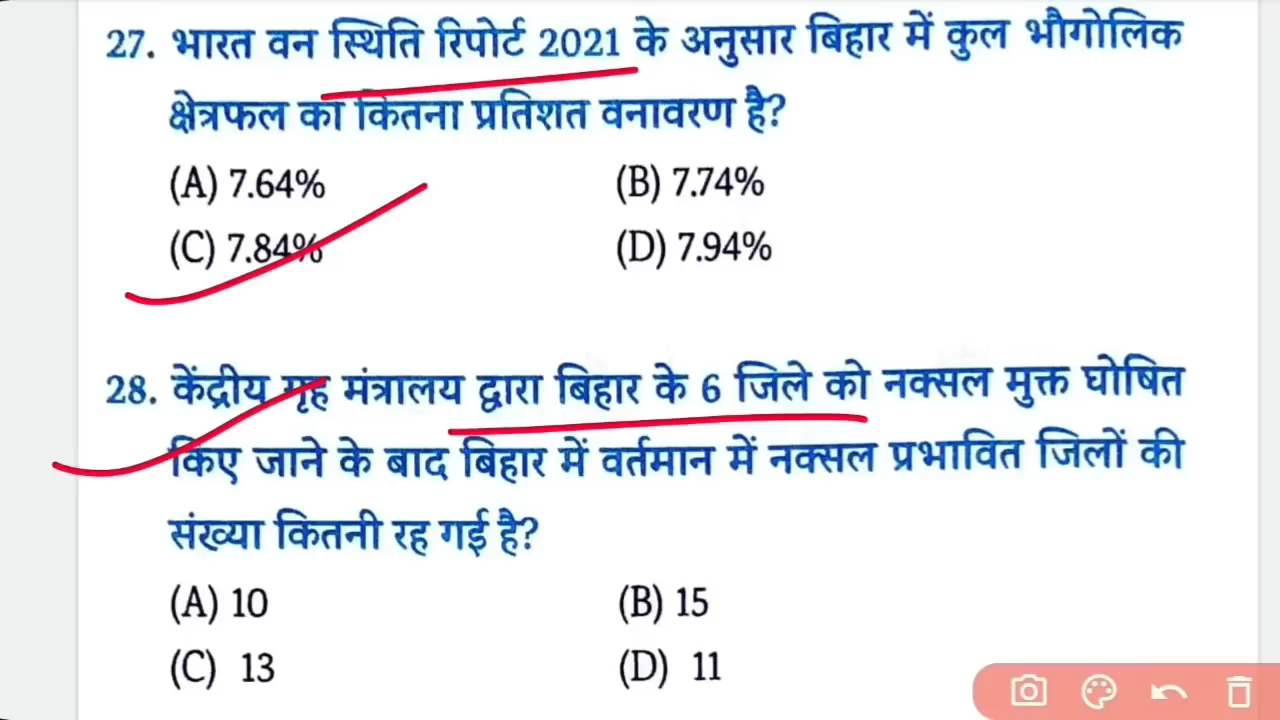 27. भारत वन स्थिति रिपोर्ट 2021 के अनुसार बिहार में कुल भौगोलिक
क्षेत्रफल का कितना प्रतिशत वनावरण है?
(A) 7.64% (B) 7.74%
(C) 7.84% (D) 7.94%
28. केंद्रीय गृह मंत्रालय द्वारा बिहार के 6 जिले को नक्सल मुक्त घोषित
किए जाने के बाद बिहार में वर्तमान में नक्सल प्रभावित जिलों की
संख्या कितनी रह गई है?
(A) 10 (B) 15
(C) 13 (D) 11